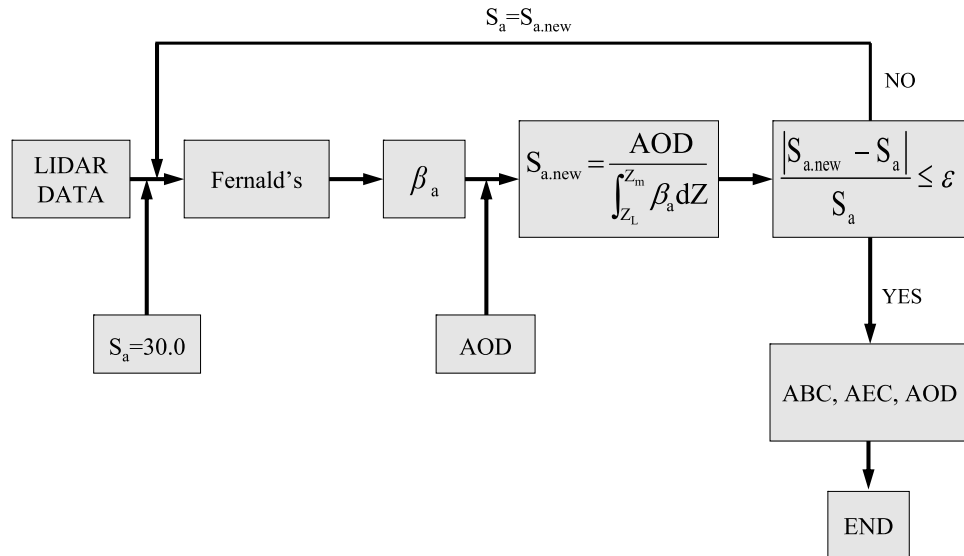 S_a=S_a.new
NO
LIDAR
DATA
Fernald's
β_a
S_a.new = AOD / ∫_{Z_L}^{Z_m} β_a dZ
|S_a.new − S_a| / S_a ≤ ε
YES
S_a=30.0
AOD
ABC, AEC, AOD
END